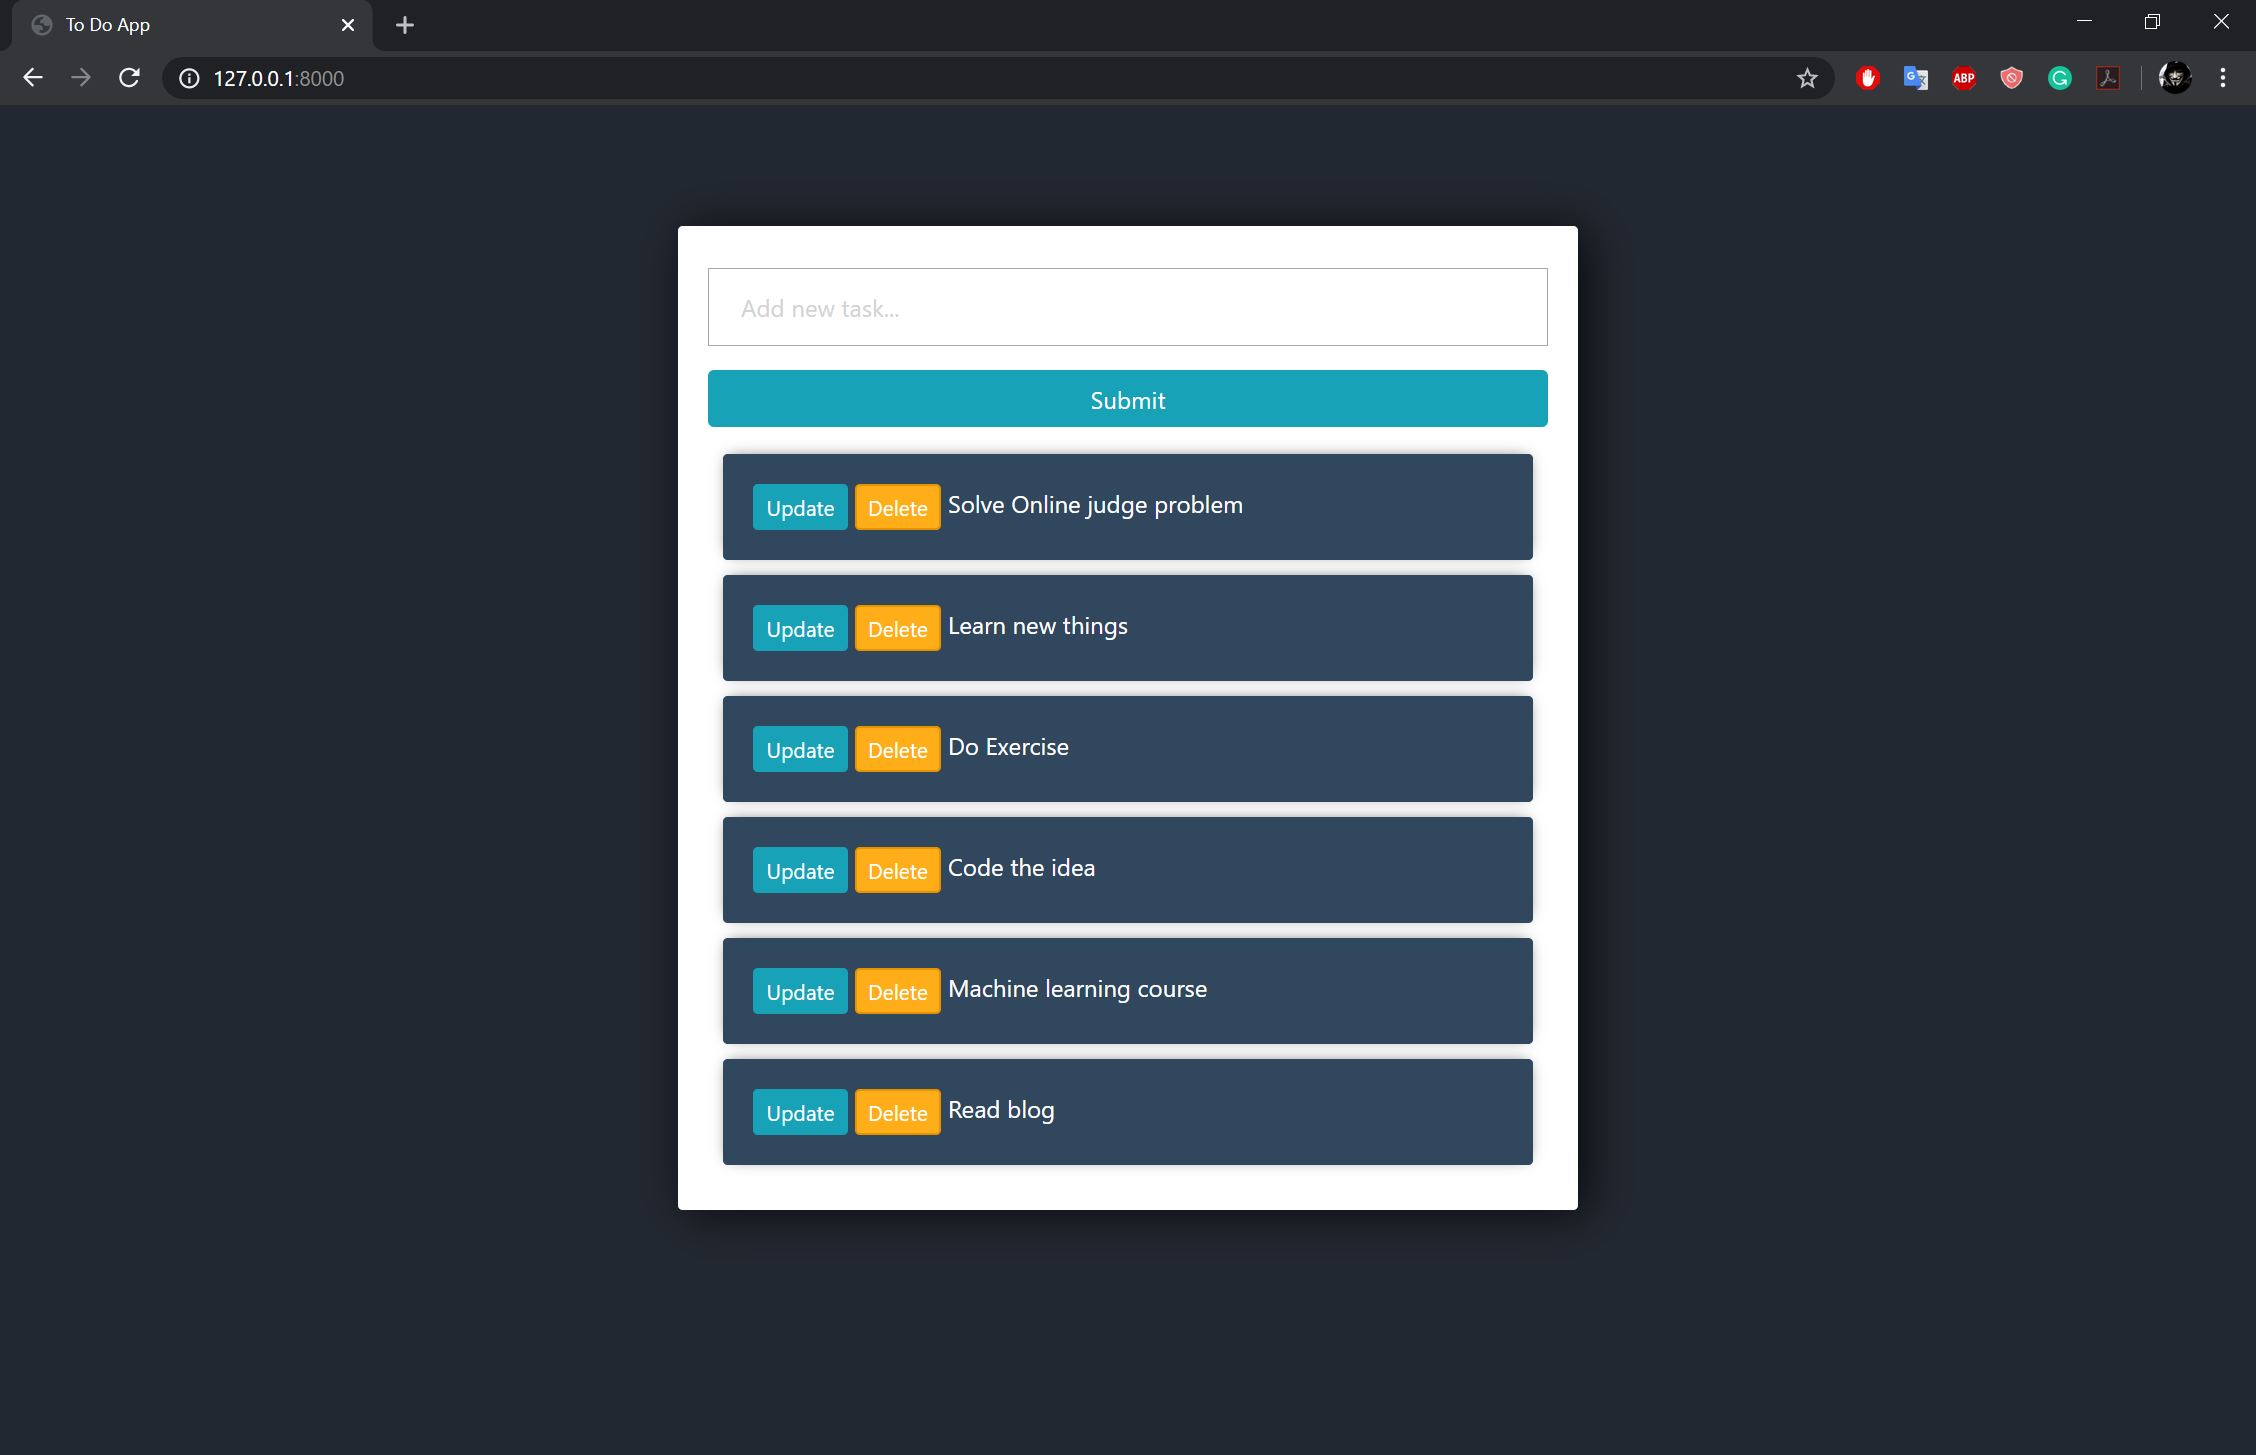 To Do App
127.0.0.1:8000
ABP
Add new task...
Submit
Update Delete Solve Online judge problem
Update Delete Learn new things
Update Delete Do Exercise
Update Delete Code the idea
Update Delete Machine learning course
Update Delete Read blog